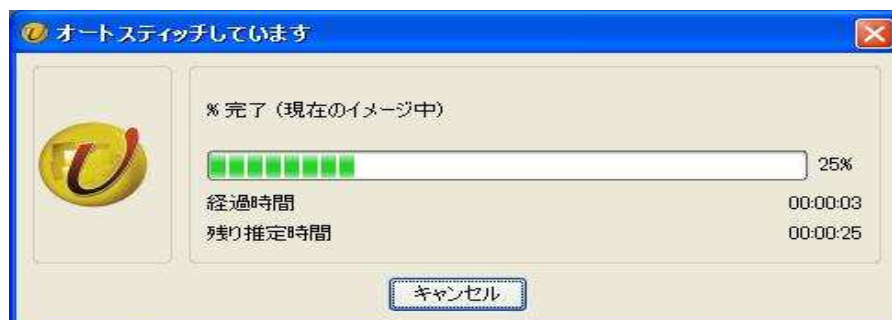 オートスティッチしています
% 完了 (現在のイメージ中)
25%
経過時間 00:00:03
残り推定時間 00:00:25
キャンセル